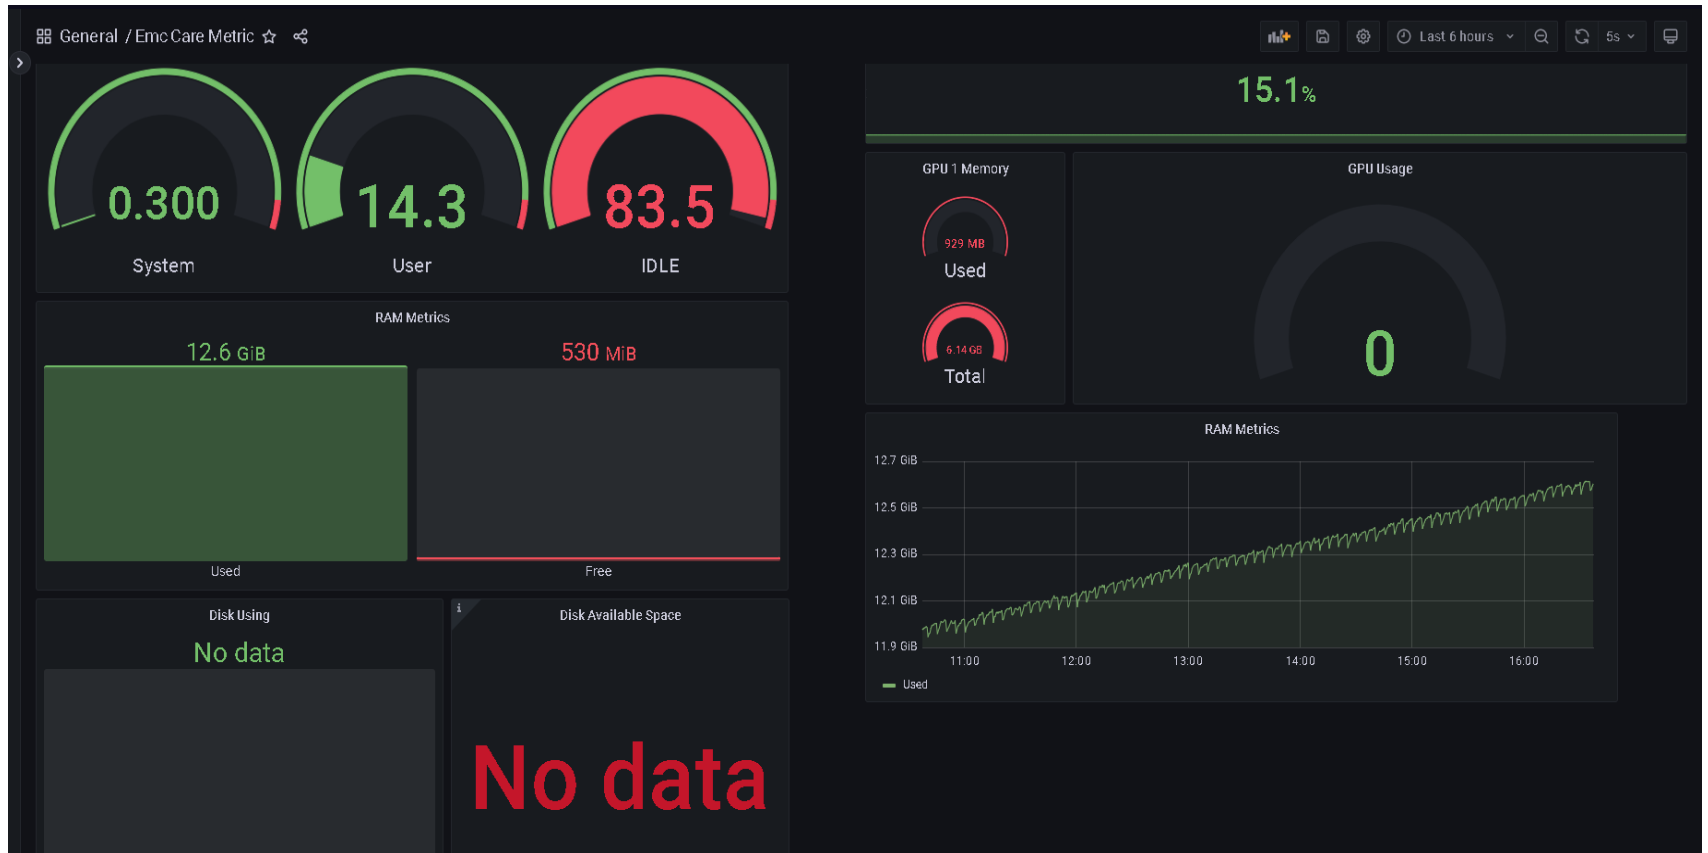 General / Emc Care Metric
Last 6 hours
5s
0.300
System
14.3
User
83.5
IDLE
15.1%
GPU 1 Memory
929 MB
Used
6.14 GB
Total
GPU Usage
0
RAM Metrics
12.6 GiB
Used
530 MiB
Free
RAM Metrics
12.7 GiB
12.5 GiB
12.3 GiB
12.1 GiB
11.9 GiB
11:00 12:00 13:00 14:00 15:00 16:00
Used
Disk Using
No data
i
Disk Available Space
No data